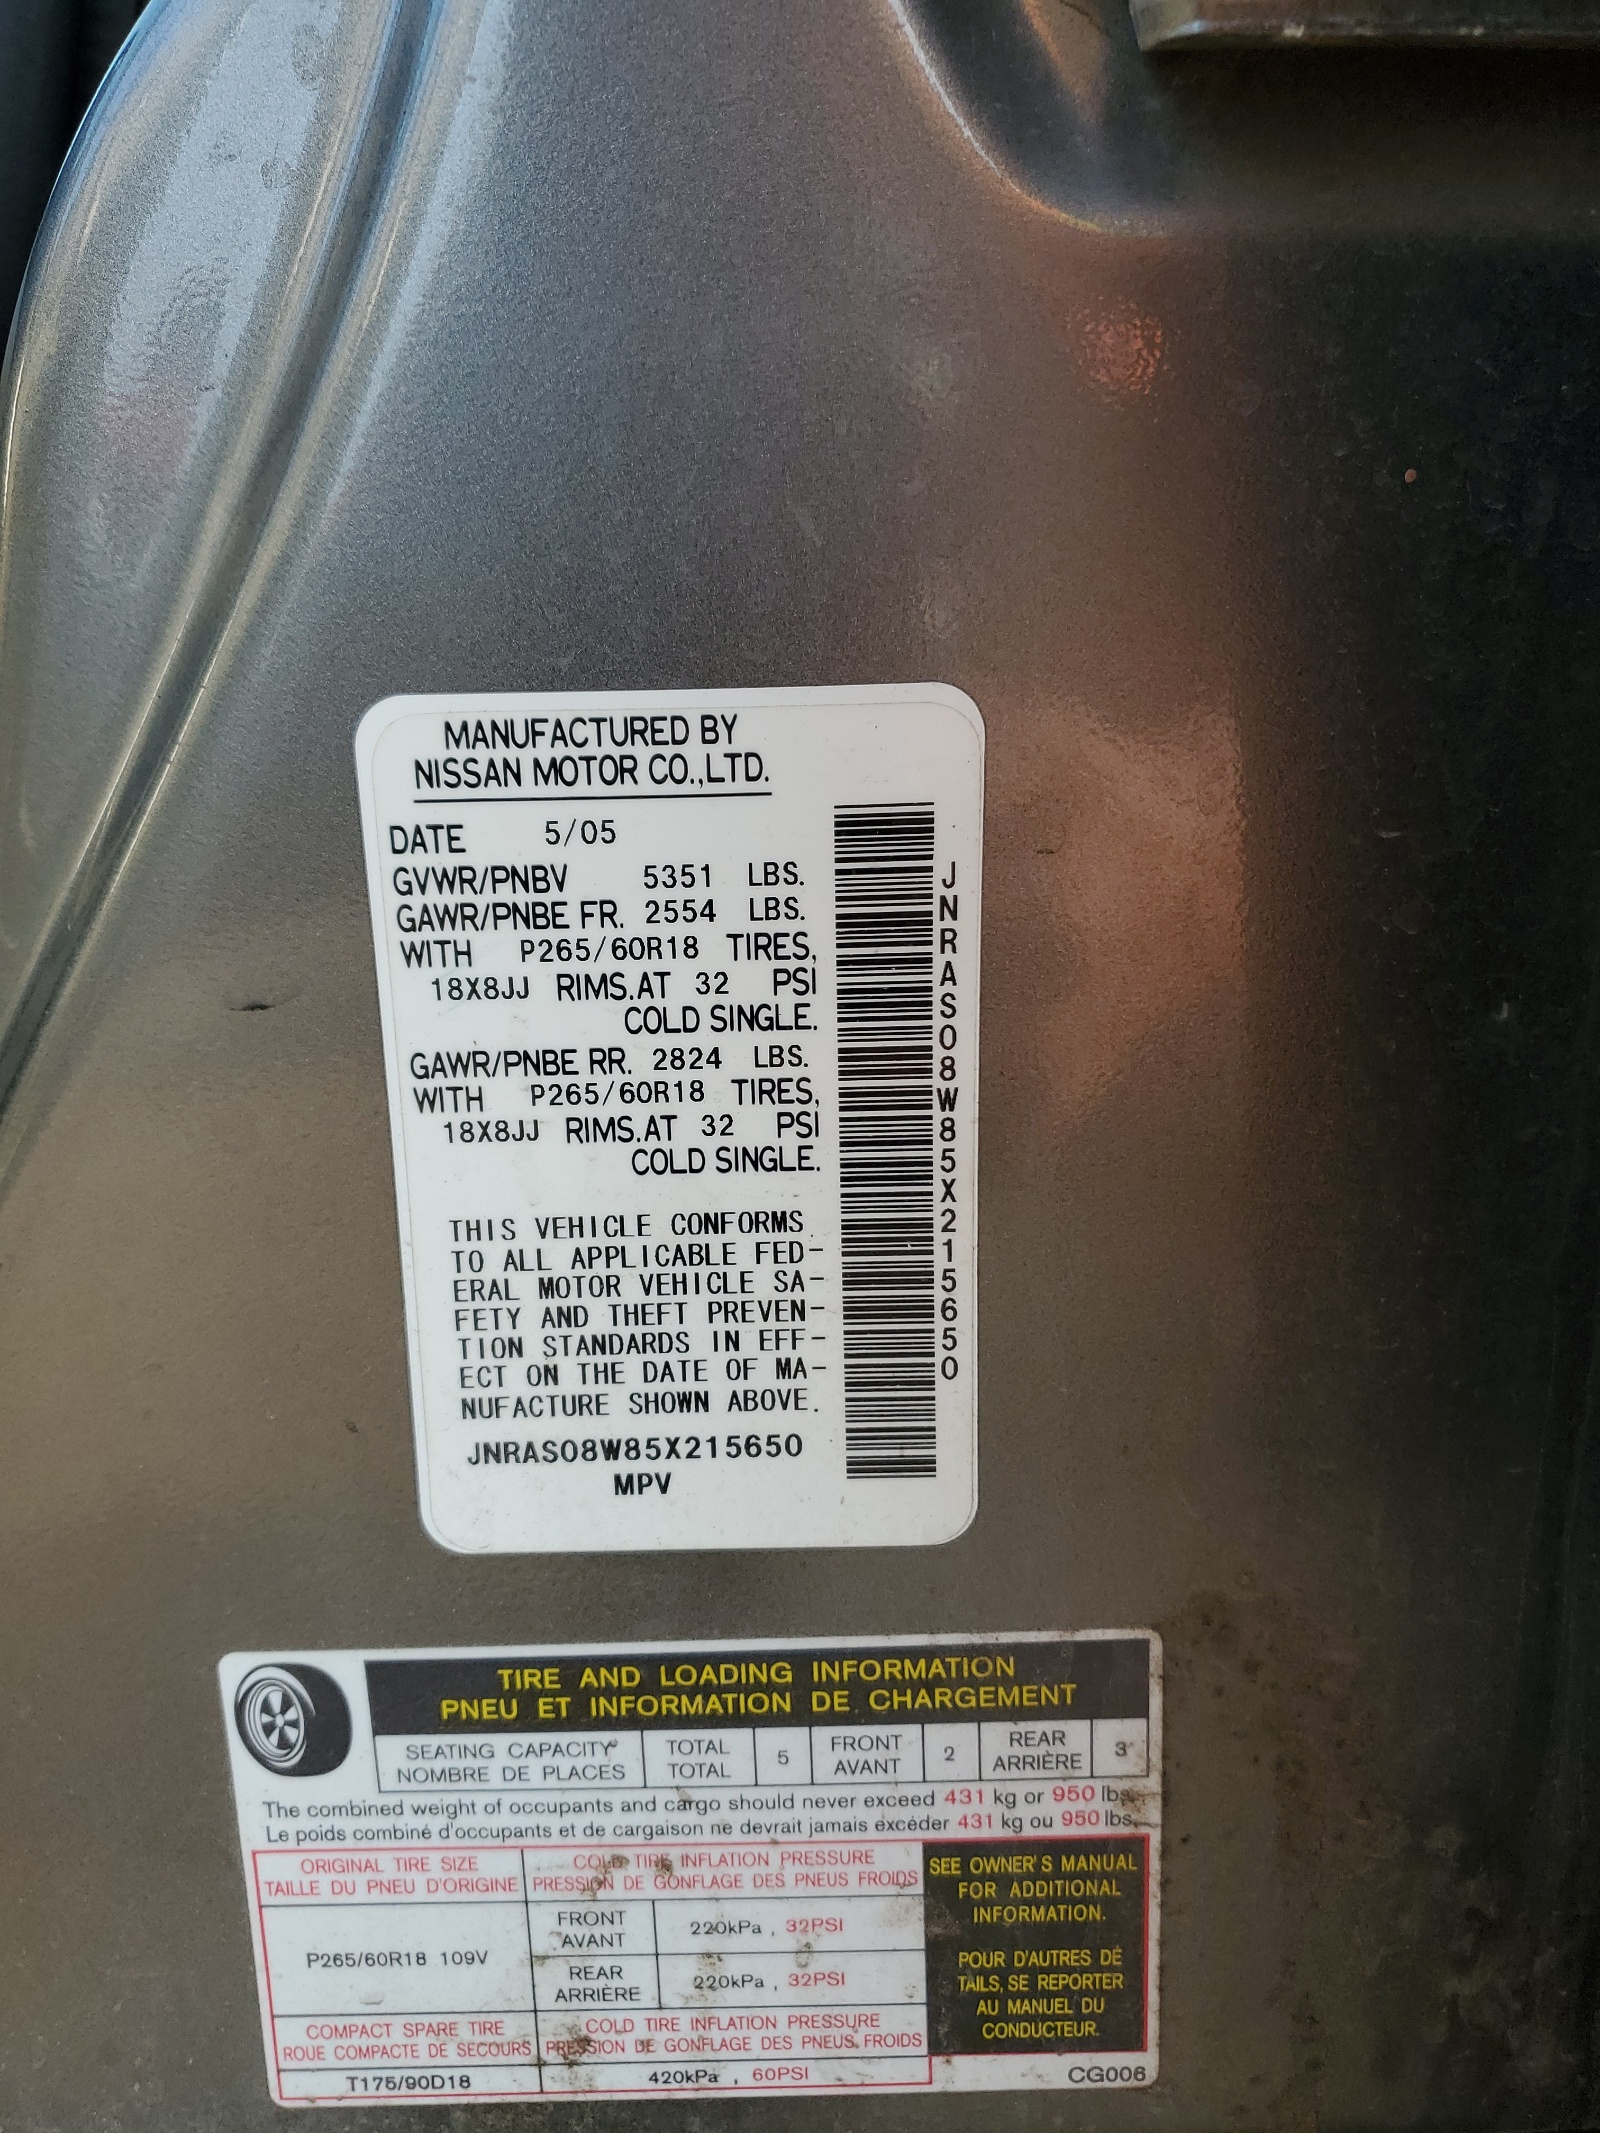 MANUFACTURED BY
NISSAN MOTOR CO.,LTD.
DATE 5/05
GVWR/PNBV 5351 LBS.
GAWR/PNBE FR. 2554 LBS.
WITH P265/60R18 TIRES,
18X8JJ RIMS.AT 32 PSI
COLD SINGLE.
GAWR/PNBE RR. 2824 LBS.
WITH P265/60R18 TIRES,
18X8JJ RIMS.AT 32 PSI
COLD SINGLE.
THIS VEHICLE CONFORMS
TO ALL APPLICABLE FED-
ERAL MOTOR VEHICLE SA-
FETY AND THEFT PREVEN-
TION STANDARDS IN EFF-
ECT ON THE DATE OF MA-
NUFACTURE SHOWN ABOVE.
JNRAS08W85X215650
MPV
JNRAS08W85X215650
TIRE AND LOADING INFORMATION
PNEU ET INFORMATION DE CHARGEMENT
SEATING CAPACITY
NOMBRE DE PLACES
TOTAL
TOTAL
5
FRONT
AVANT
2
REAR
ARRIÈRE
3
The combined weight of occupants and cargo should never exceed 431 kg or 950 lbs.
Le poids combiné d'occupants et de cargaison ne devrait jamais excéder 431 kg ou 950 lbs.
ORIGINAL TIRE SIZE
TAILLE DU PNEU D'ORIGINE
COLD TIRE INFLATION PRESSURE
PRESSION DE GONFLAGE DES PNEUS FROIDS
P265/60R18 109V
FRONT
AVANT
220kPa , 32PSI
REAR
ARRIÈRE
220kPa , 32PSI
COMPACT SPARE TIRE
ROUE COMPACTE DE SECOURS
COLD TIRE INFLATION PRESSURE
PRESSION DE GONFLAGE DES PNEUS FROIDS
T175/90D18
420kPa , 60PSI
SEE OWNER'S MANUAL
FOR ADDITIONAL
INFORMATION.
POUR D'AUTRES DÉ
TAILS, SE REPORTER
AU MANUEL DU
CONDUCTEUR.
CG006